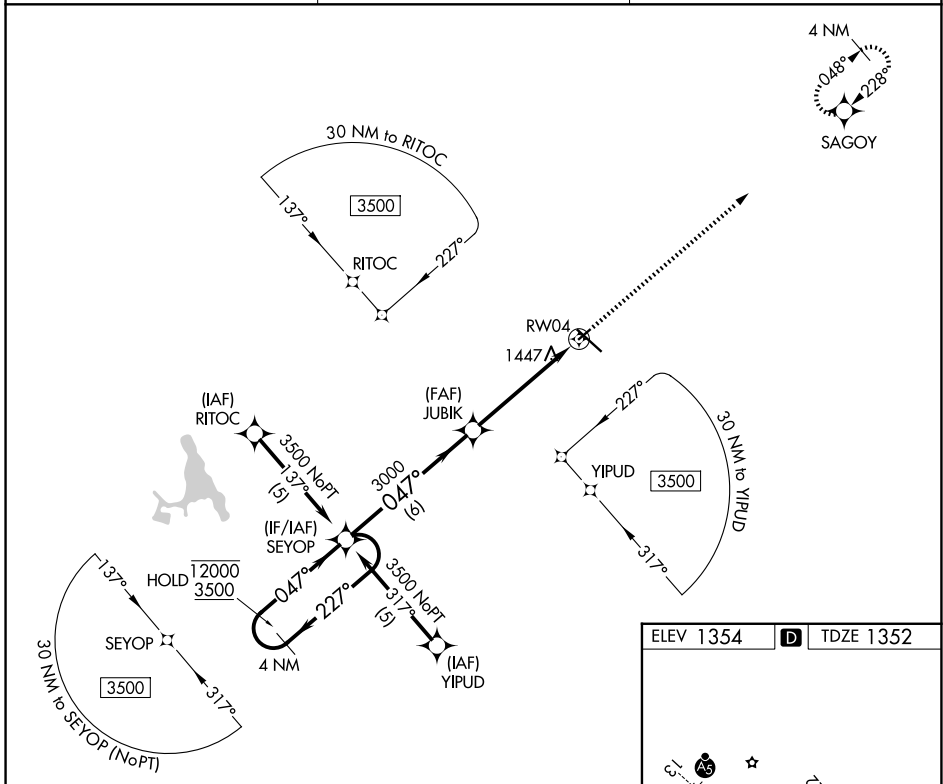 4 NM
048°
228°
SAGOY
30 NM to RITOC
3500
137°
227°
RITOC
RW04
1447
(FAF)
JUBIK
(IAF)
RITOC
3500 NoPT
137°
(5)
3000
047°
(6)
227°
YIPUD
3500
30 NM to YIPUD
317°
(IF/IAF)
SEYOP
HOLD 12000
3500
047°
227°
4 NM
3500 NoPT
317°
(5)
(IAF)
YIPUD
137°
SEYOP
3500
317°
30 NM to SEYOP (NoPT)
ELEV 1354 D TDZE 1352
13
A5